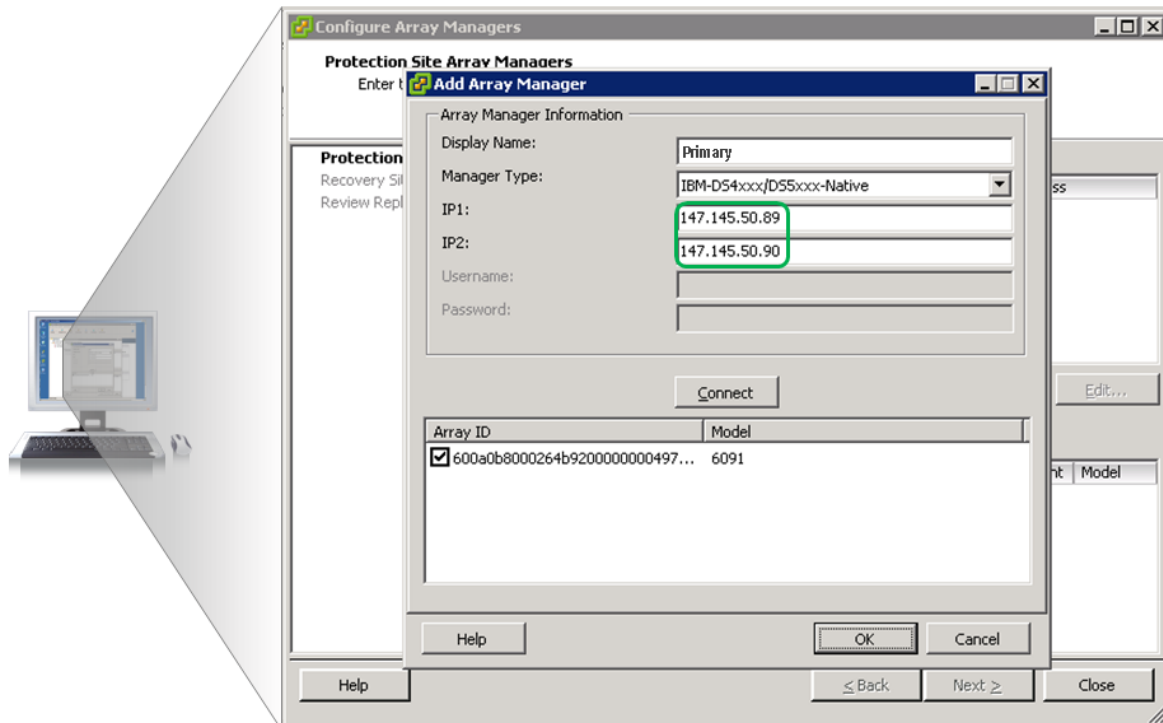 Configure Array Managers
Protection Site Array Managers
Enter t
Add Array Manager
Array Manager Information
Display Name:
Primary
Manager Type:
IBM-DS4xxx/DS5xxx-Native
IP1:
147.145.50.89
IP2:
147.145.50.90
Username:
Password:
Connect
Array ID Model
600a0b8000264b9200000000497... 6091
Help OK Cancel
Protection
Recovery Si
Review Repl
ss
Edit...
nt Model
Help < Back Next > Close